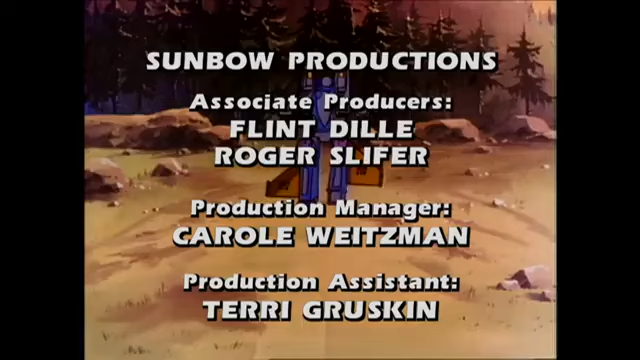 SUNBOW PRODUCTIONS
Associate Producers:
FLINT DILLE
ROGER SLIFER
Production Manager:
CAROLE WEITZMAN
Production Assistant:
TERRI GRUSKIN